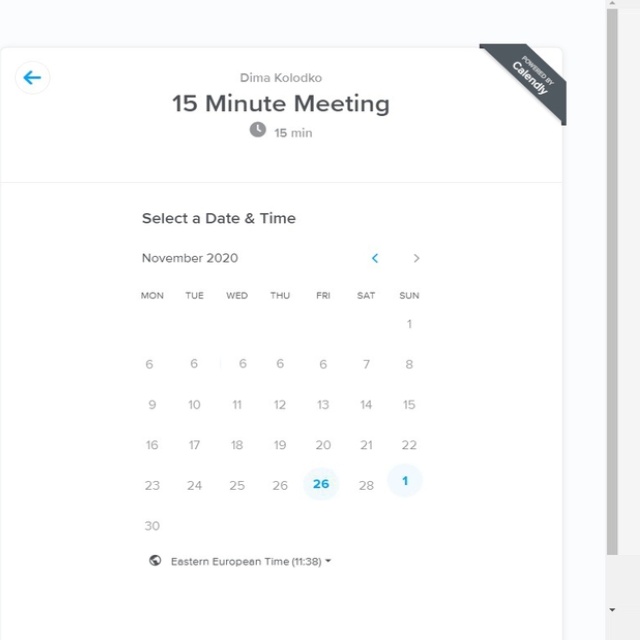 POWERED BY
Calendly
Dima Kolodko
15 Minute Meeting
15 min
Select a Date & Time
November 2020
MON TUE WED THU FRI SAT SUN
1
6 6 6 6 6 7 8
9 10 11 12 13 14 15
16 17 18 19 20 21 22
23 24 25 26 26 28 1
30
Eastern European Time (11:38)